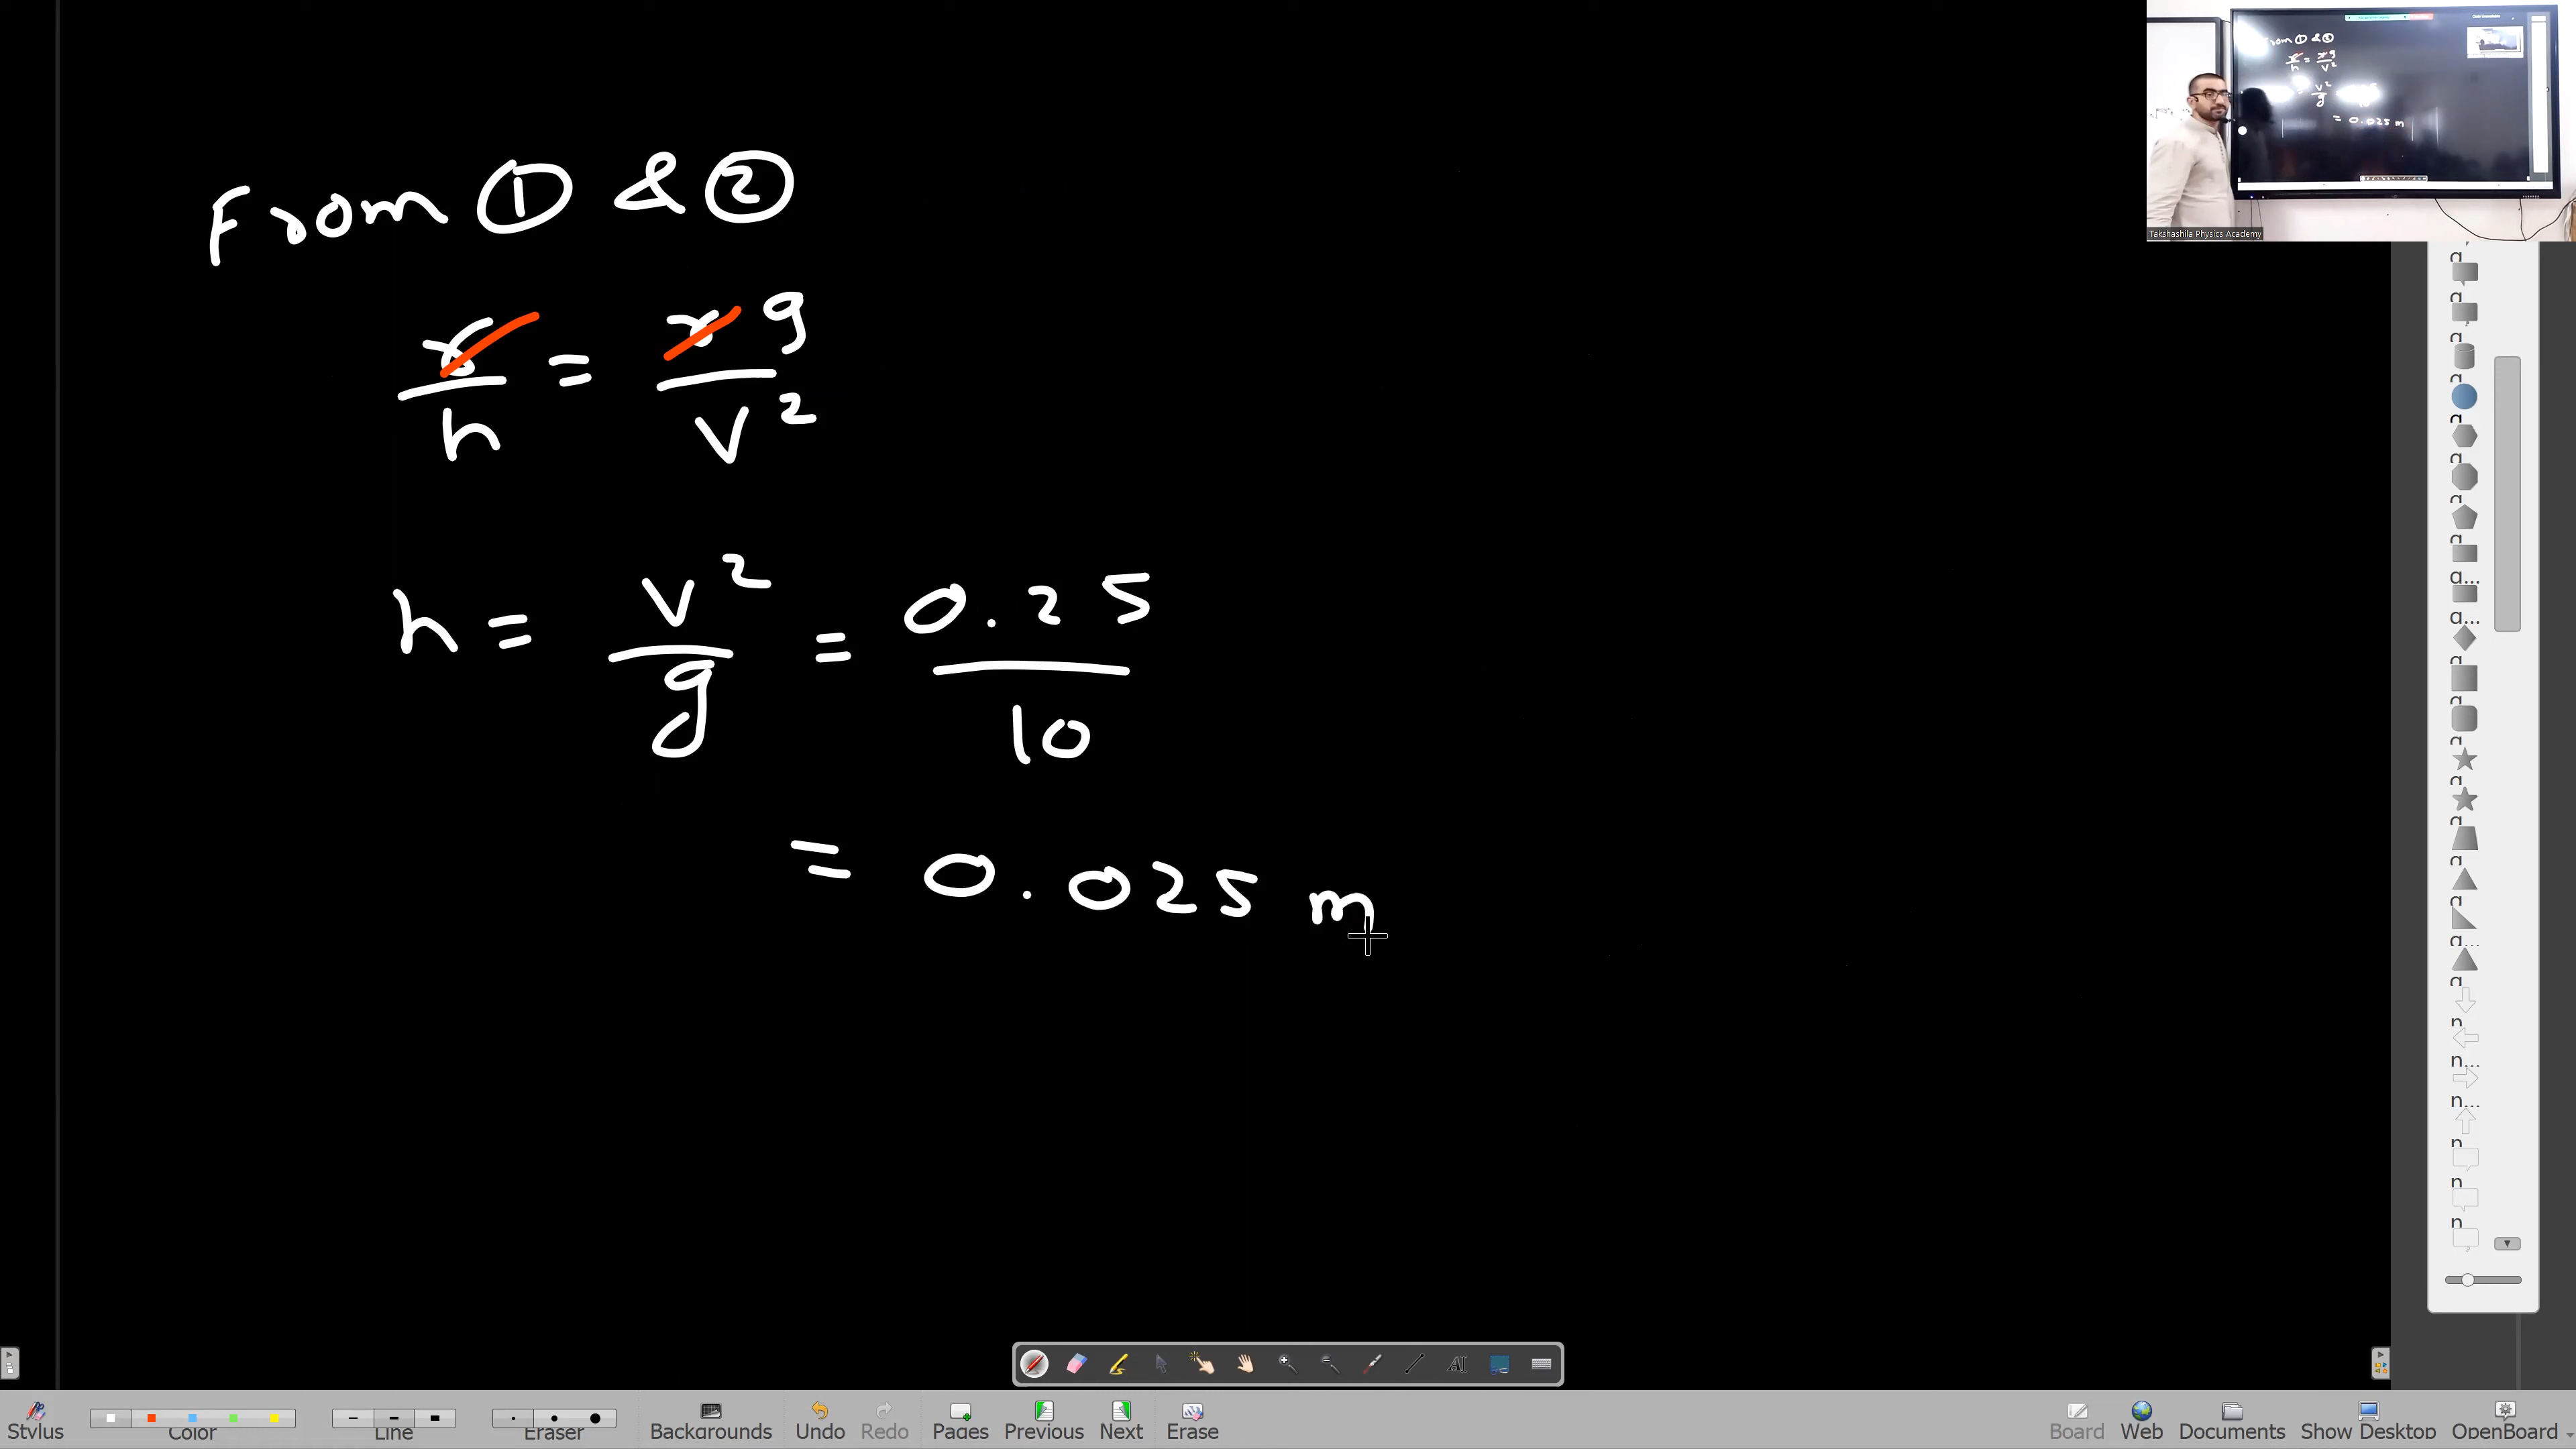 From ① & ②
r/h = rg/v²
h = v²/g = 0.25/10
= 0.025 m
Takshashila Physics Academy
Stylus
Color
Line
Eraser
Backgrounds
Undo
Redo
Pages
Previous
Next
Erase
Board
Web
Documents
Show Desktop
OpenBoard